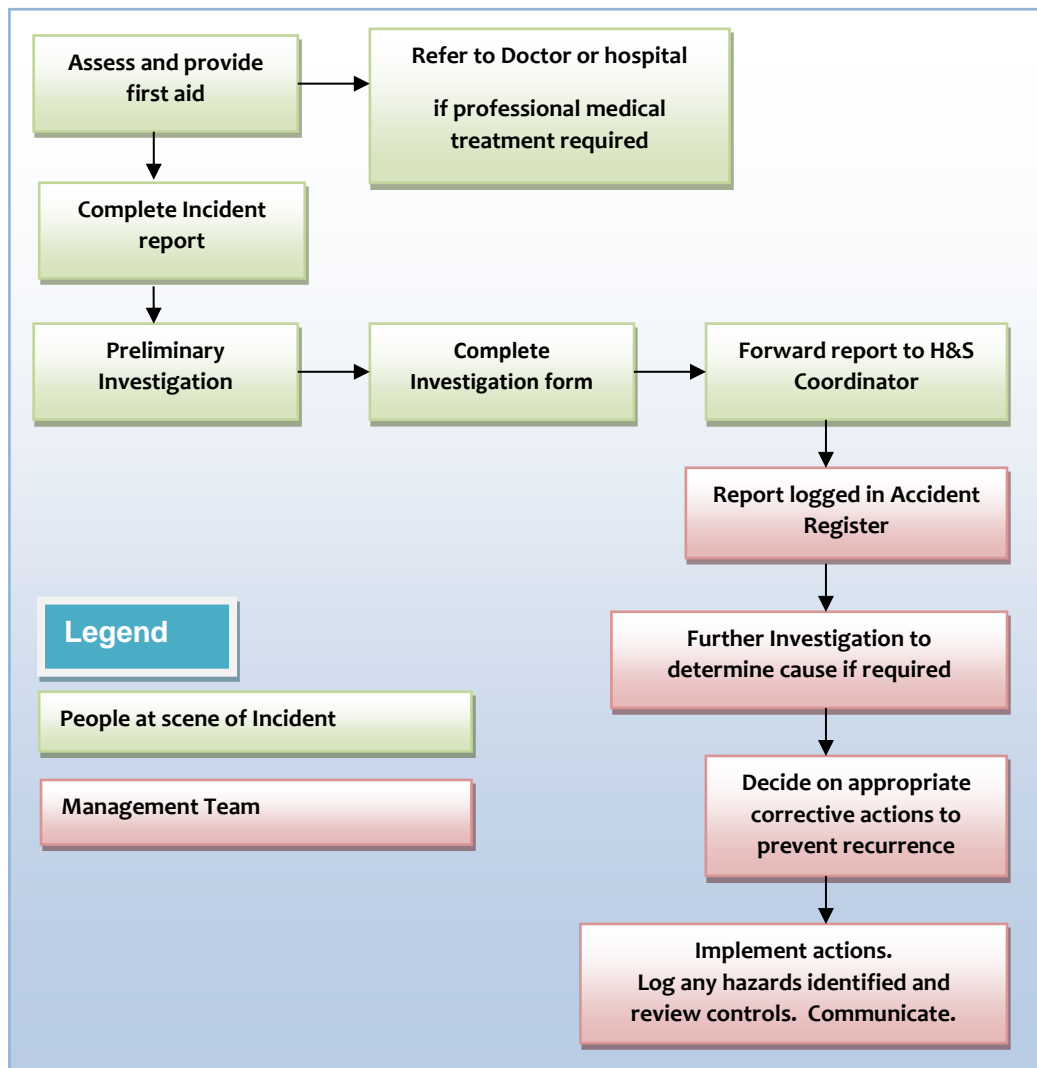 Assess and provide
first aid
Refer to Doctor or hospital
if professional medical
treatment required
Complete Incident
report
Preliminary
Investigation
Complete
Investigation form
Forward report to H&S
Coordinator
Report logged in Accident
Register
Further Investigation to
determine cause if required
Decide on appropriate
corrective actions to
prevent recurrence
Implement actions.
Log any hazards identified and
review controls.  Communicate.
Legend
People at scene of Incident
Management Team